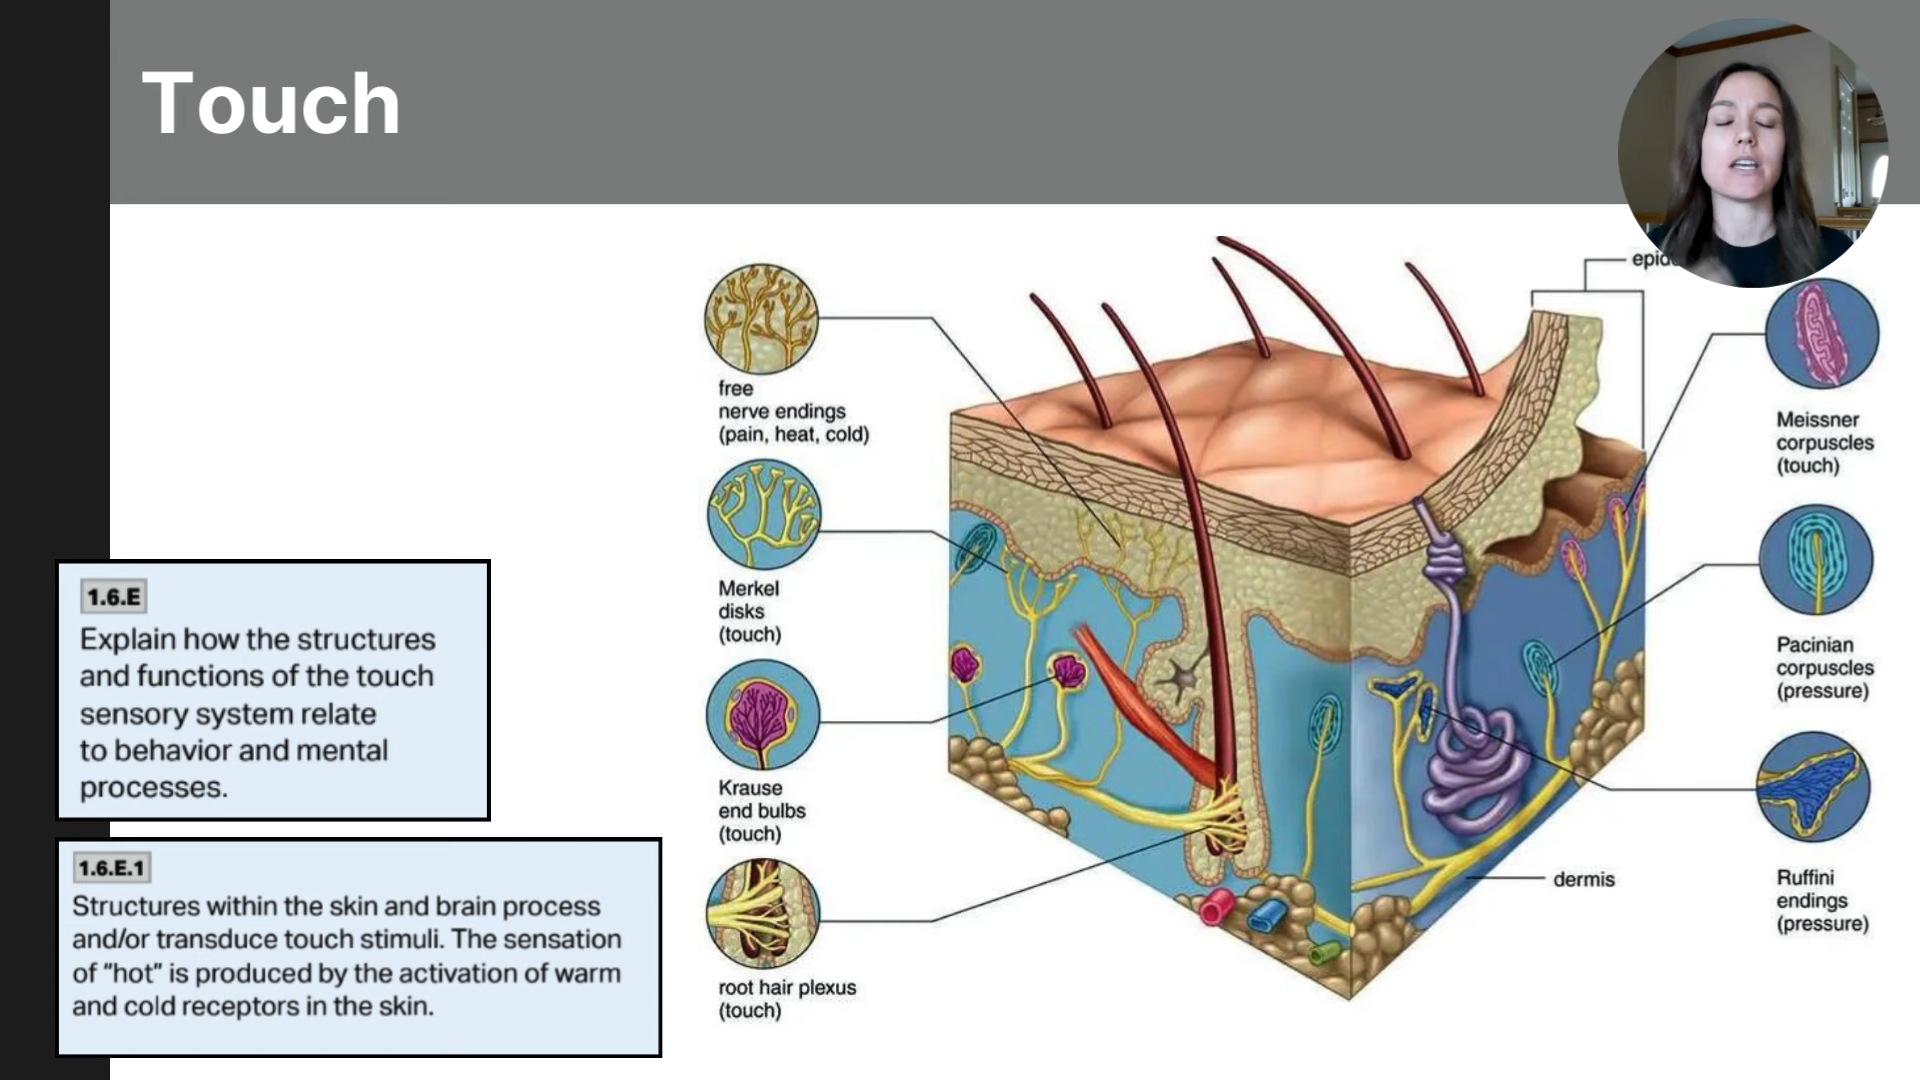 Touch
1.6.E
Explain how the structures
and functions of the touch
sensory system relate
to behavior and mental
processes.
1.6.E.1
Structures within the skin and brain process
and/or transduce touch stimuli. The sensation
of "hot" is produced by the activation of warm
and cold receptors in the skin.
free
nerve endings
(pain, heat, cold)
Merkel
disks
(touch)
Krause
end bulbs
(touch)
root hair plexus
(touch)
Meissner
corpuscles
(touch)
Pacinian
corpuscles
(pressure)
Ruffini
endings
(pressure)
dermis